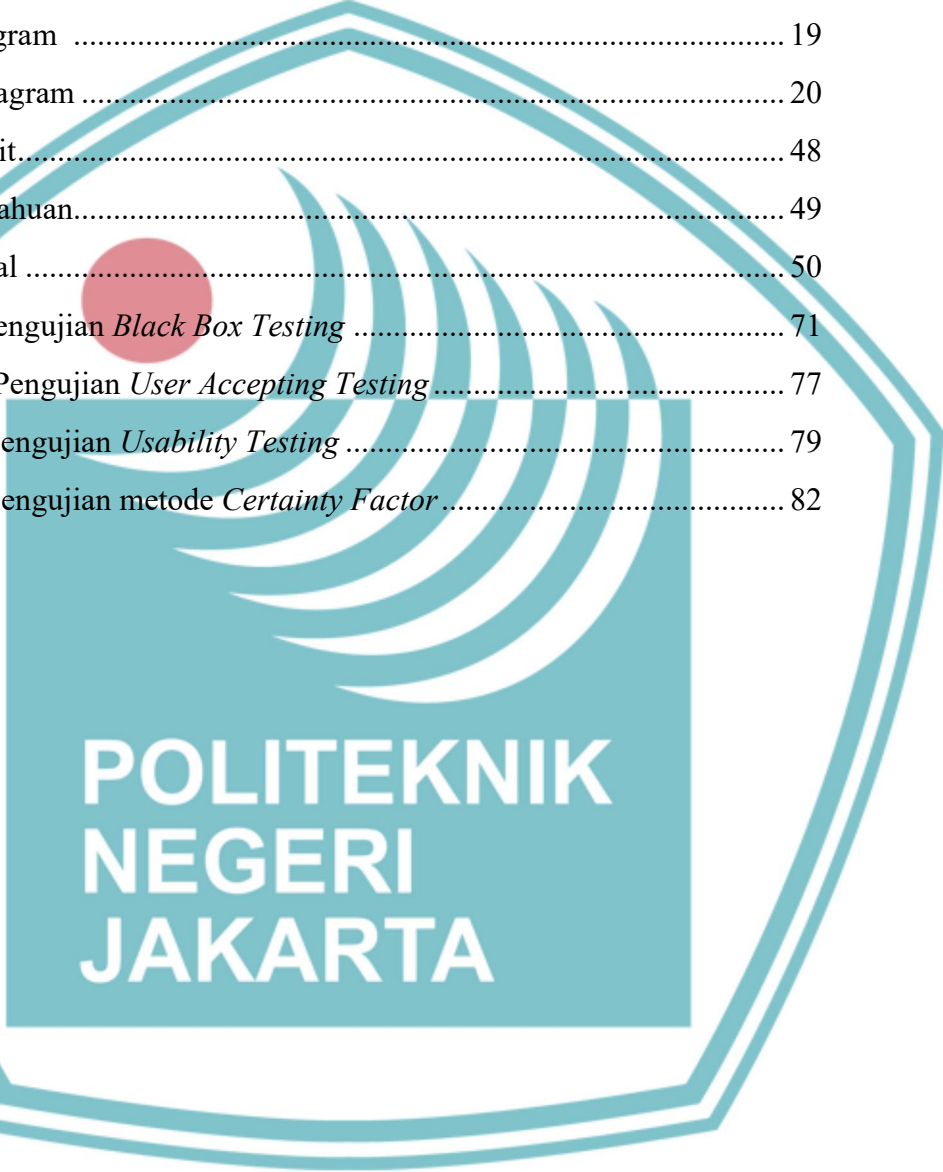 gram ........................................................................ 19
agram ....................................................................... 20
it.............................................................................. 48
ahuan....................................................................... 49
al .............................................................................. 50
engujian Black Box Testing ............................................ 71
Pengujian User Accepting Testing .................................... 77
engujian Usability Testing ............................................. 79
engujian metode Certainty Factor ................................... 82
POLITEKNIK
NEGERI
JAKARTA